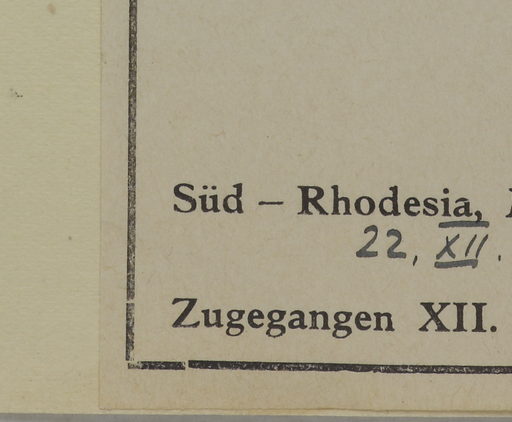 Süd – Rhodesia,
22, XII.
Zugegangen XII.